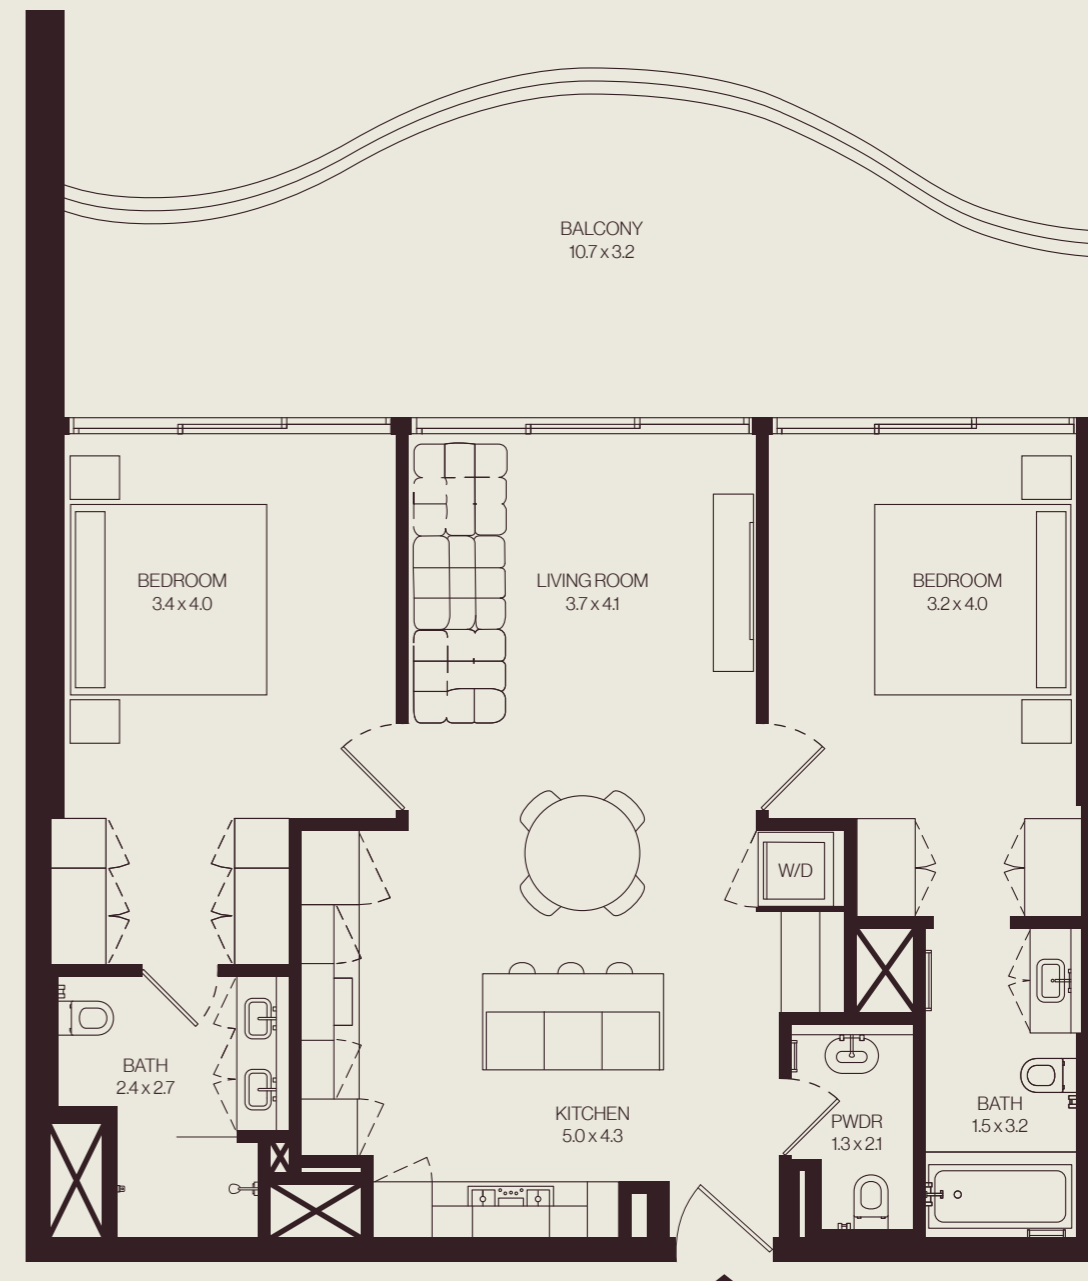 BALCONY
10.7 x 3.2
BEDROOM
3.4 x 4.0
LIVING ROOM
3.7 x 4.1
BEDROOM
3.2 x 4.0
W/D
BATH
2.4 x 2.7
KITCHEN
5.0 x 4.3
PWDR
1.3 x 2.1
BATH
1.5 x 3.2